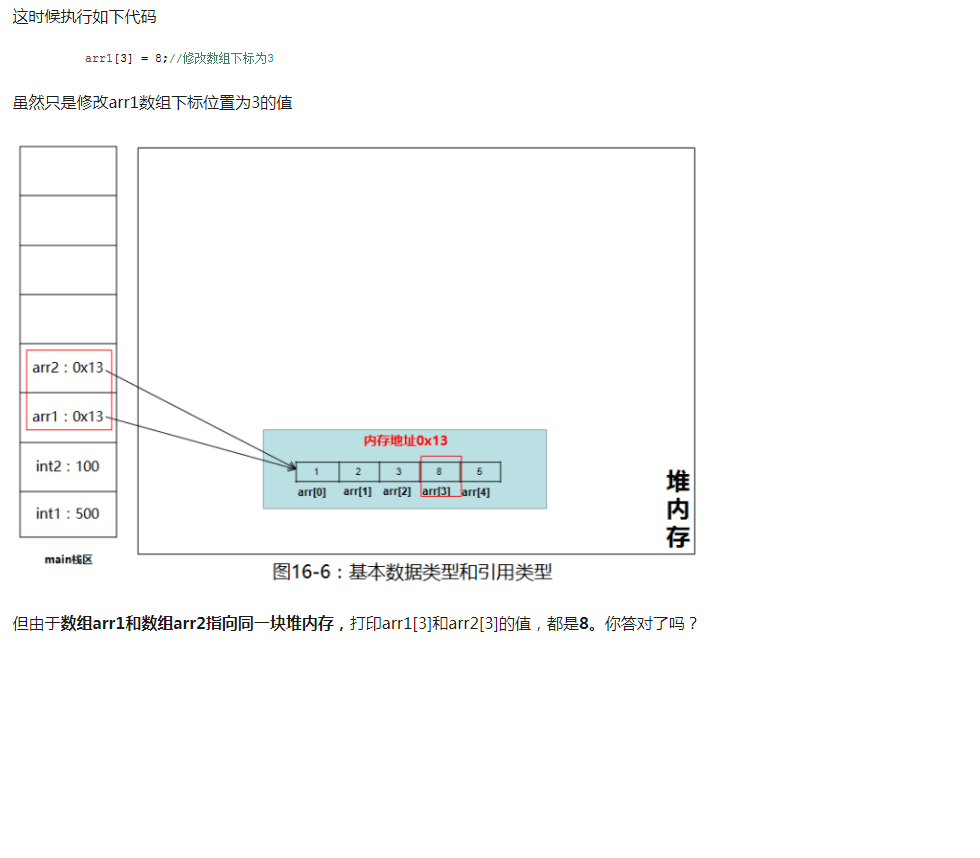 这时候执行如下代码
arr1[3] = 8;//修改数组下标为3
虽然只是修改arr1数组下标位置为3的值
arr2：0x13
arr1：0x13
int2：100
int1：500
main栈区
内存地址0x13
1 2 3 8 5
arr[0] arr[1] arr[2] arr[3] arr[4]
堆
内
存
图16-6：基本数据类型和引用类型
但由于数组arr1和数组arr2指向同一块堆内存，打印arr1[3]和arr2[3]的值，都是8。你答对了吗？